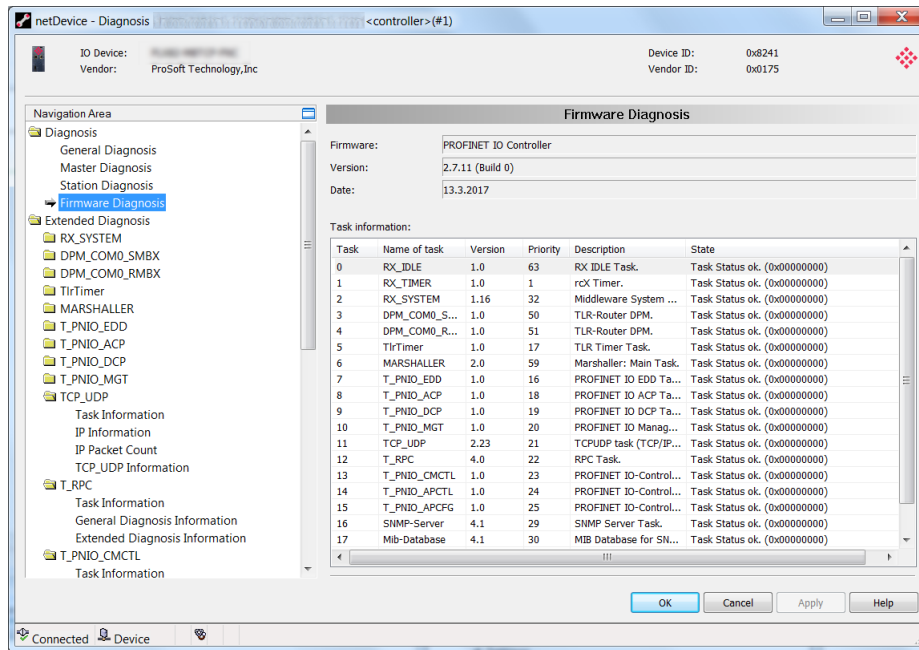 netDevice - Diagnosis <controller>(#1)
IO Device: Device ID: 0x8241
Vendor: ProSoft Technology,Inc Vendor ID: 0x0175
Navigation Area
Diagnosis
General Diagnosis
Master Diagnosis
Station Diagnosis
Firmware Diagnosis
Extended Diagnosis
RX_SYSTEM
DPM_COM0_SMBX
DPM_COM0_RMBX
TlrTimer
MARSHALLER
T_PNIO_EDD
T_PNIO_ACP
T_PNIO_DCP
T_PNIO_MGT
TCP_UDP
Task Information
IP Information
IP Packet Count
TCP_UDP Information
T_RPC
Task Information
General Diagnosis Information
Extended Diagnosis Information
T_PNIO_CMCTL
Task Information
Firmware Diagnosis
Firmware: PROFINET IO Controller
Version: 2.7.11 (Build 0)
Date: 13.3.2017
Task information:
Task Name of task Version Priority Description State
0 RX_IDLE 1.0 63 RX IDLE Task. Task Status ok. (0x00000000)
1 RX_TIMER 1.0 1 rcX Timer. Task Status ok. (0x00000000)
2 RX_SYSTEM 1.16 32 Middleware System ... Task Status ok. (0x00000000)
3 DPM_COM0_S... 1.0 50 TLR-Router DPM. Task Status ok. (0x00000000)
4 DPM_COM0_R... 1.0 51 TLR-Router DPM. Task Status ok. (0x00000000)
5 TlrTimer 1.0 17 TLR Timer Task. Task Status ok. (0x00000000)
6 MARSHALLER 2.0 59 Marshaller: Main Task. Task Status ok. (0x00000000)
7 T_PNIO_EDD 1.0 16 PROFINET IO EDD Ta... Task Status ok. (0x00000000)
8 T_PNIO_ACP 1.0 18 PROFINET IO ACP Ta... Task Status ok. (0x00000000)
9 T_PNIO_DCP 1.0 19 PROFINET IO DCP Ta... Task Status ok. (0x00000000)
10 T_PNIO_MGT 1.0 20 PROFINET IO Manag... Task Status ok. (0x00000000)
11 TCP_UDP 2.23 21 TCPUDP task (TCP/IP... Task Status ok. (0x00000000)
12 T_RPC 4.0 22 RPC Task. Task Status ok. (0x00000000)
13 T_PNIO_CMCTL 1.0 23 PROFINET IO-Control... Task Status ok. (0x00000000)
14 T_PNIO_APCTL 1.0 24 PROFINET IO-Control... Task Status ok. (0x00000000)
15 T_PNIO_APCFG 1.0 25 PROFINET IO-Control... Task Status ok. (0x00000000)
16 SNMP-Server 4.1 29 SNMP Server Task. Task Status ok. (0x00000000)
17 Mib-Database 4.1 30 MIB Database for SN... Task Status ok. (0x00000000)
OK Cancel Apply Help
Connected Device